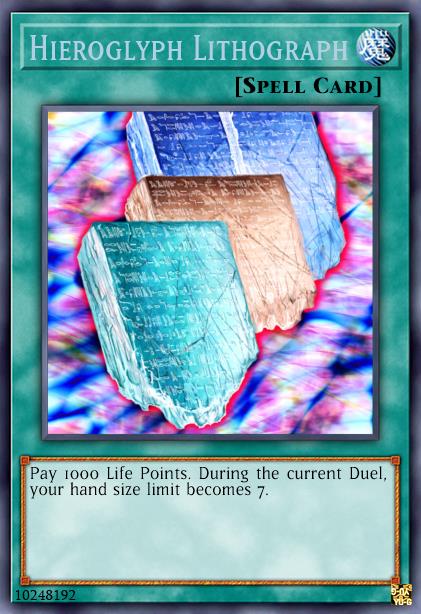 Hieroglyph Lithograph
魔
[Spell Card]
Pay 1000 Life Points. During the current Duel,
your hand size limit becomes 7.
10248192